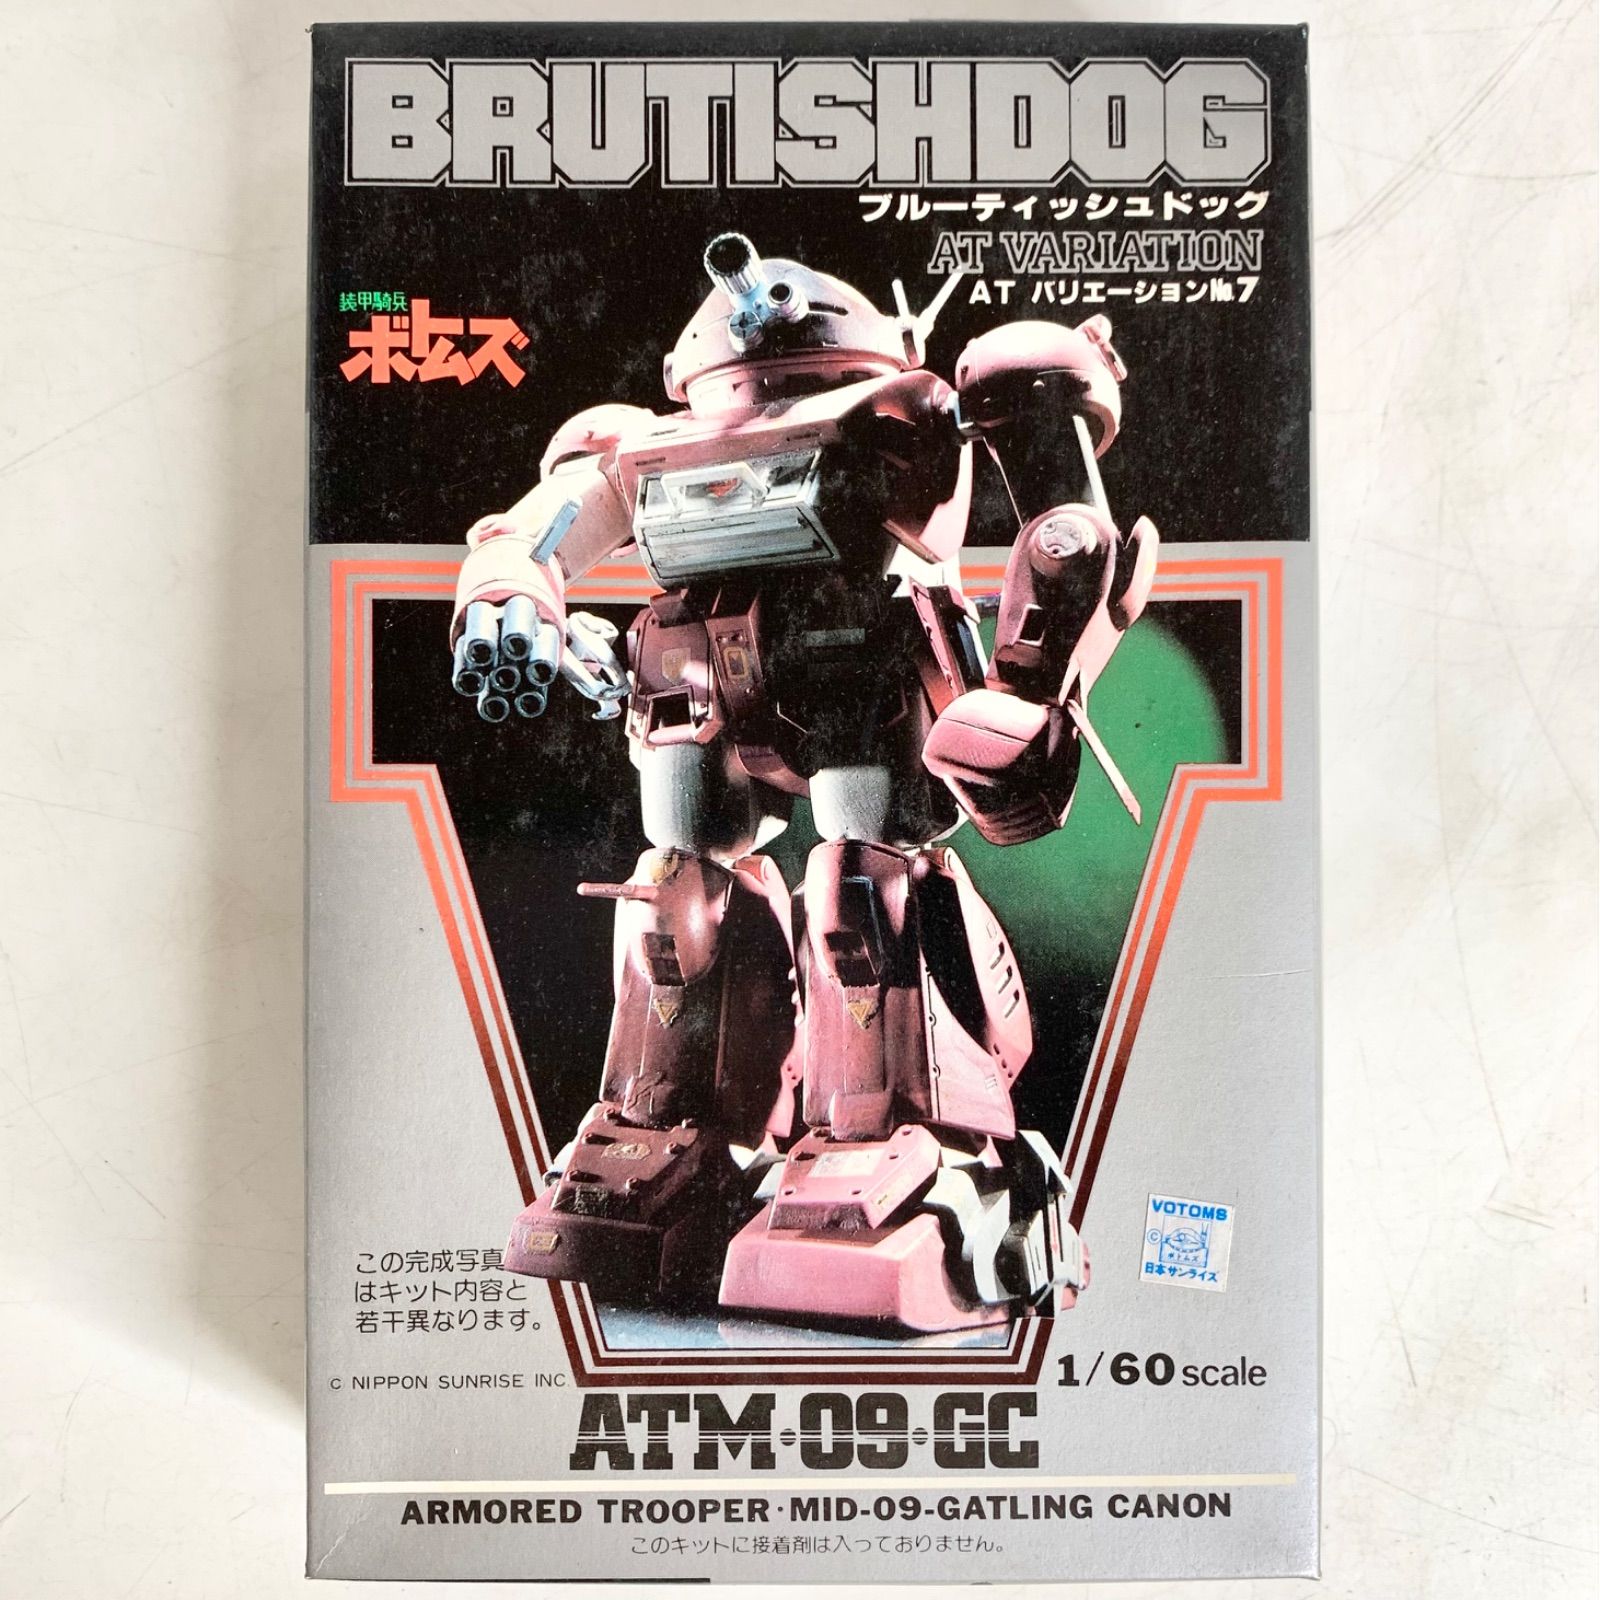 BRUTISHDOG
ブルーティッシュドッグ
AT VARIATION
AT バリエーションNo.7
装甲騎兵
ボトムズ
VOTOMS
©
ボトムズ
日本サンライズ
この完成写真
はキット内容と
若干異なります。
© NIPPON SUNRISE INC.
1/60 scale
ATM・09・GC
ARMORED TROOPER・MID-09-GATLING CANON
このキットに接着剤は入っておりません。